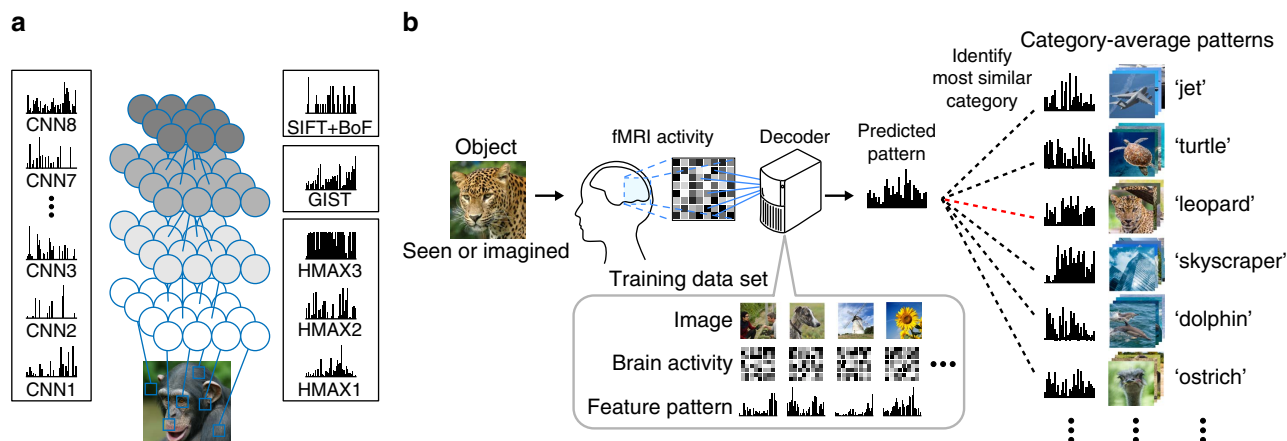 a
CNN8
CNN7
CNN3
CNN2
CNN1
SIFT+BoF
GIST
HMAX3
HMAX2
HMAX1
b
Object
Seen or imagined
fMRI activity
Decoder
Predicted
pattern
Identify
most similar
category
Category-average patterns
'jet'
'turtle'
'leopard'
'skyscraper'
'dolphin'
'ostrich'
Training data set
Image
Brain activity
Feature pattern